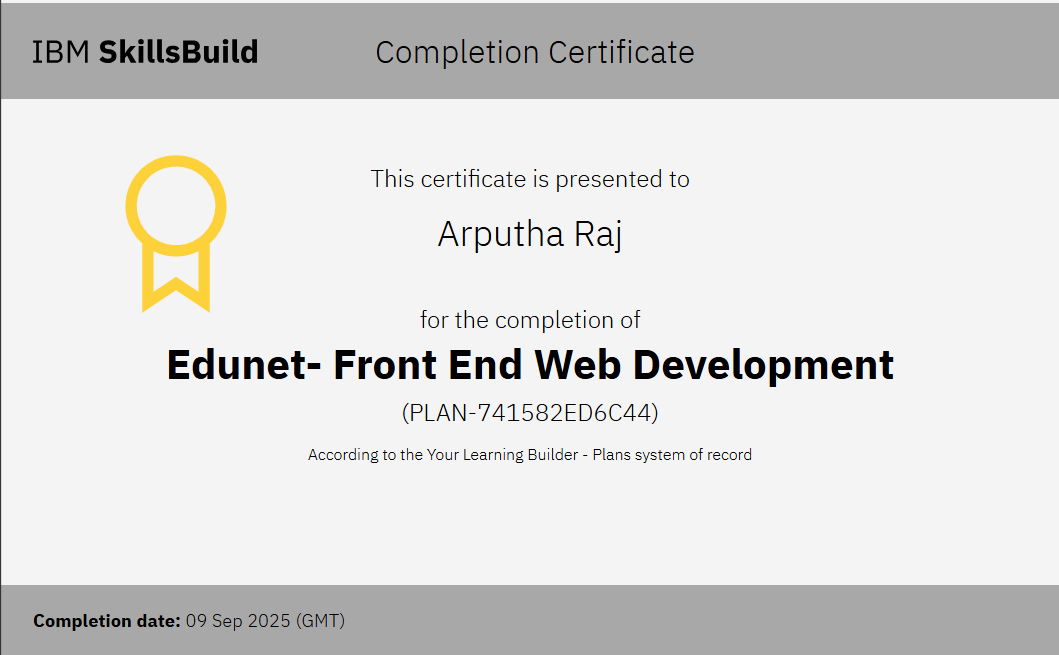 IBM SkillsBuild
Completion Certificate
This certificate is presented to
Arputha Raj
for the completion of
Edunet- Front End Web Development
(PLAN-741582ED6C44)
According to the Your Learning Builder - Plans system of record
Completion date: 09 Sep 2025 (GMT)